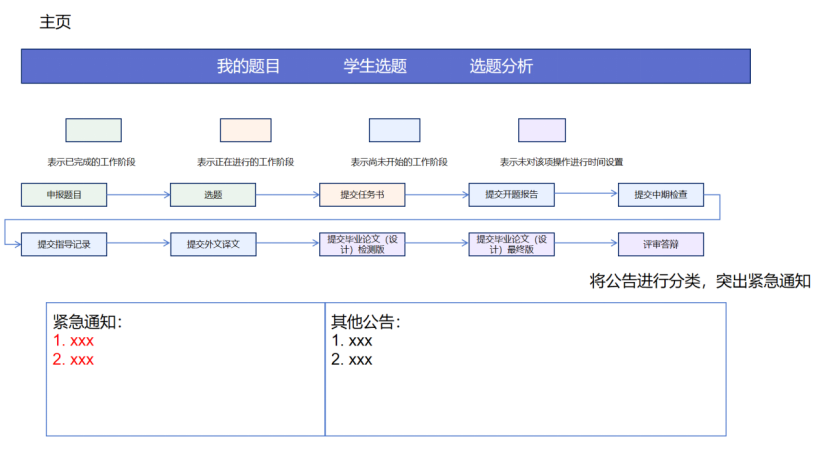 主页
我的题目 学生选题 选题分析
表示已完成的工作阶段 表示正在进行的工作阶段 表示尚未开始的工作阶段 表示未对该项操作进行时间设置
申报题目 选题 提交任务书 提交开题报告 提交中期检查
提交指导记录 提交外文译文 提交毕业论文（设
计）检测版 提交毕业论文（设
计）最终版 评审答辩
将公告进行分类，突出紧急通知
紧急通知：
1. xxx
2. xxx
其他公告：
1. xxx
2. xxx